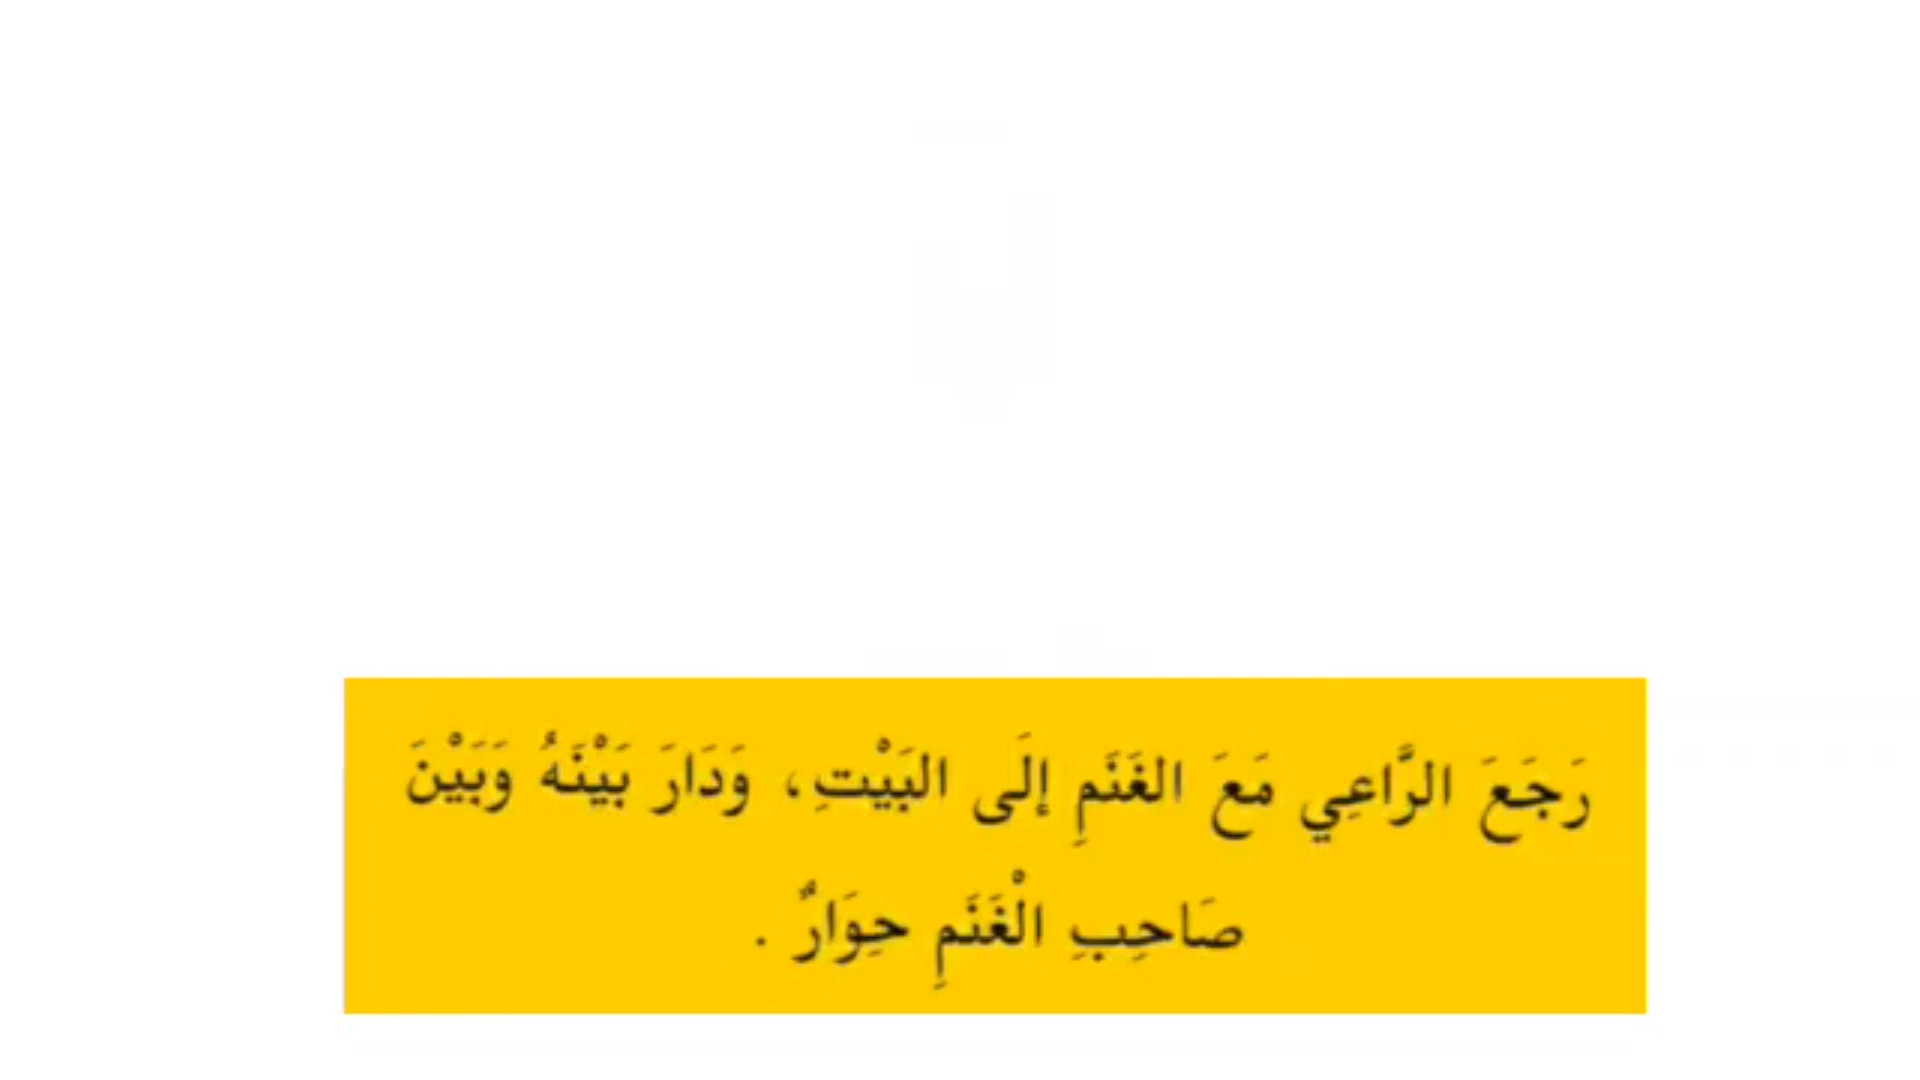 رَجَعَ الرَّاعِي مَعَ الغَنَمِ إلَى البَيْتِ، وَدَارَ بَيْنَهُ وَبَيْنَ
صَاحِبِ الْغَنَمِ حِوَارٌ .